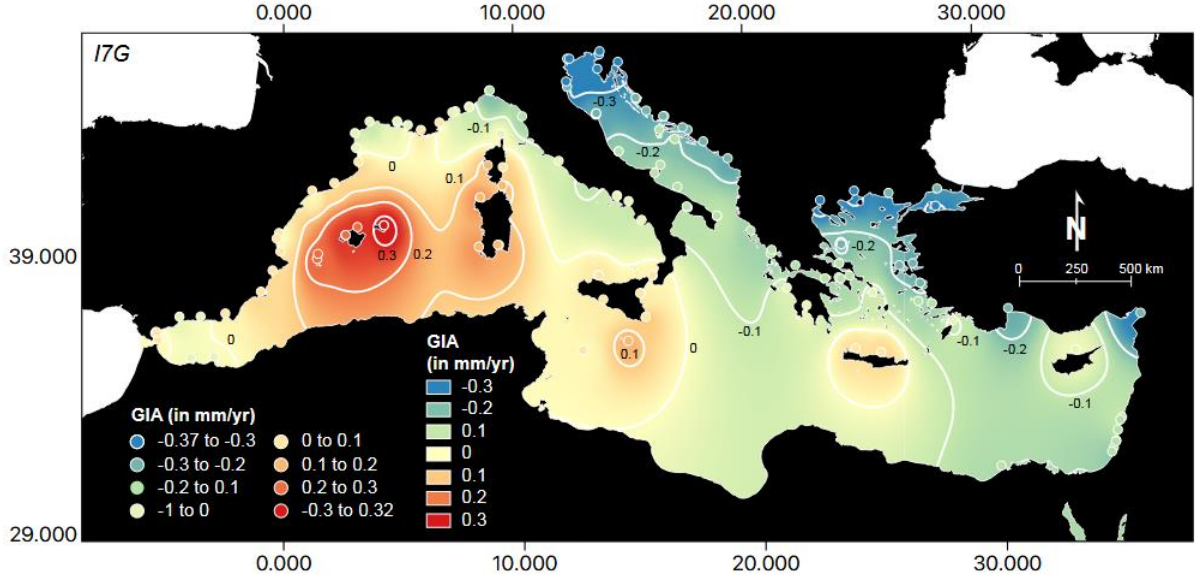 0.000 10.000 20.000 30.000
I7G
-0.3
-0.1
-0.2
0
0.1
39.000
0.3 0.2
-0.2
N
0 250 500 km
0
0.1
0
-0.1
-0.1
-0.2
-0.1
GIA
(in mm/yr)
-0.3
-0.2
0.1
0
0.1
0.2
0.3
GIA (in mm/yr)
-0.37 to -0.3 0 to 0.1
-0.3 to -0.2 0.1 to 0.2
-0.2 to 0.1 0.2 to 0.3
-1 to 0 -0.3 to 0.32
29.000
0.000 10.000 20.000 30.000